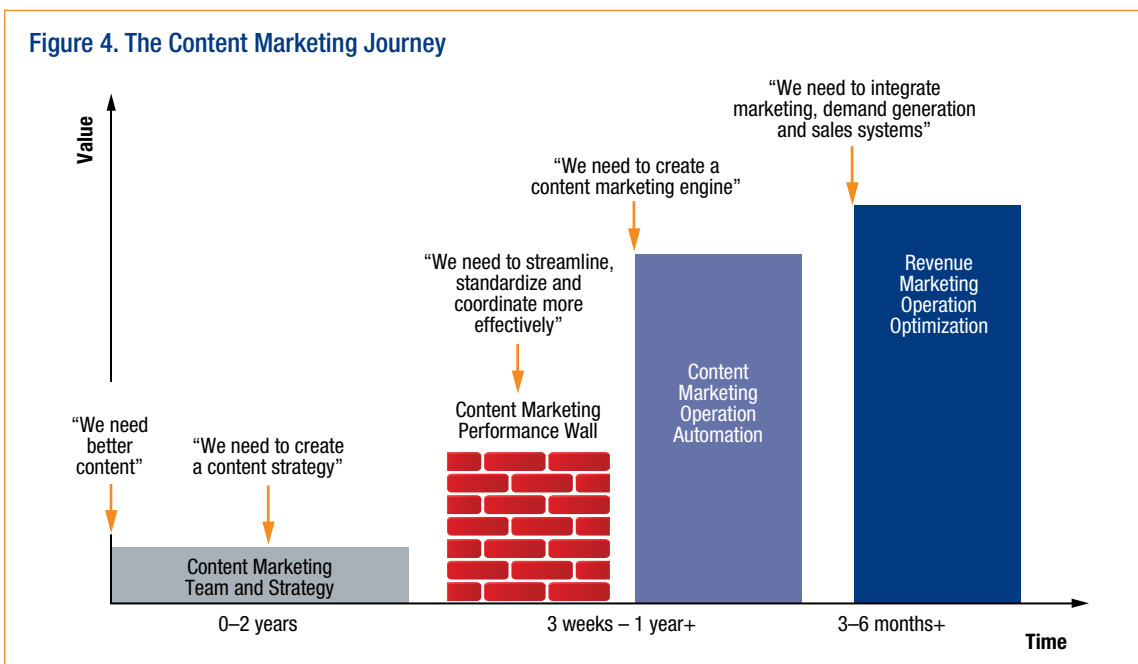 Figure 4. The Content Marketing Journey
Value
“We need
better
content”
“We need to create
a content strategy”
Content Marketing
Team and Strategy
“We need to streamline,
standardize and
coordinate more
effectively”
Content Marketing
Performance Wall
“We need to create a
content marketing engine”
Content
Marketing
Operation
Automation
“We need to integrate
marketing, demand generation
and sales systems”
Revenue
Marketing
Operation
Optimization
0–2 years
3 weeks – 1 year+
3–6 months+
Time